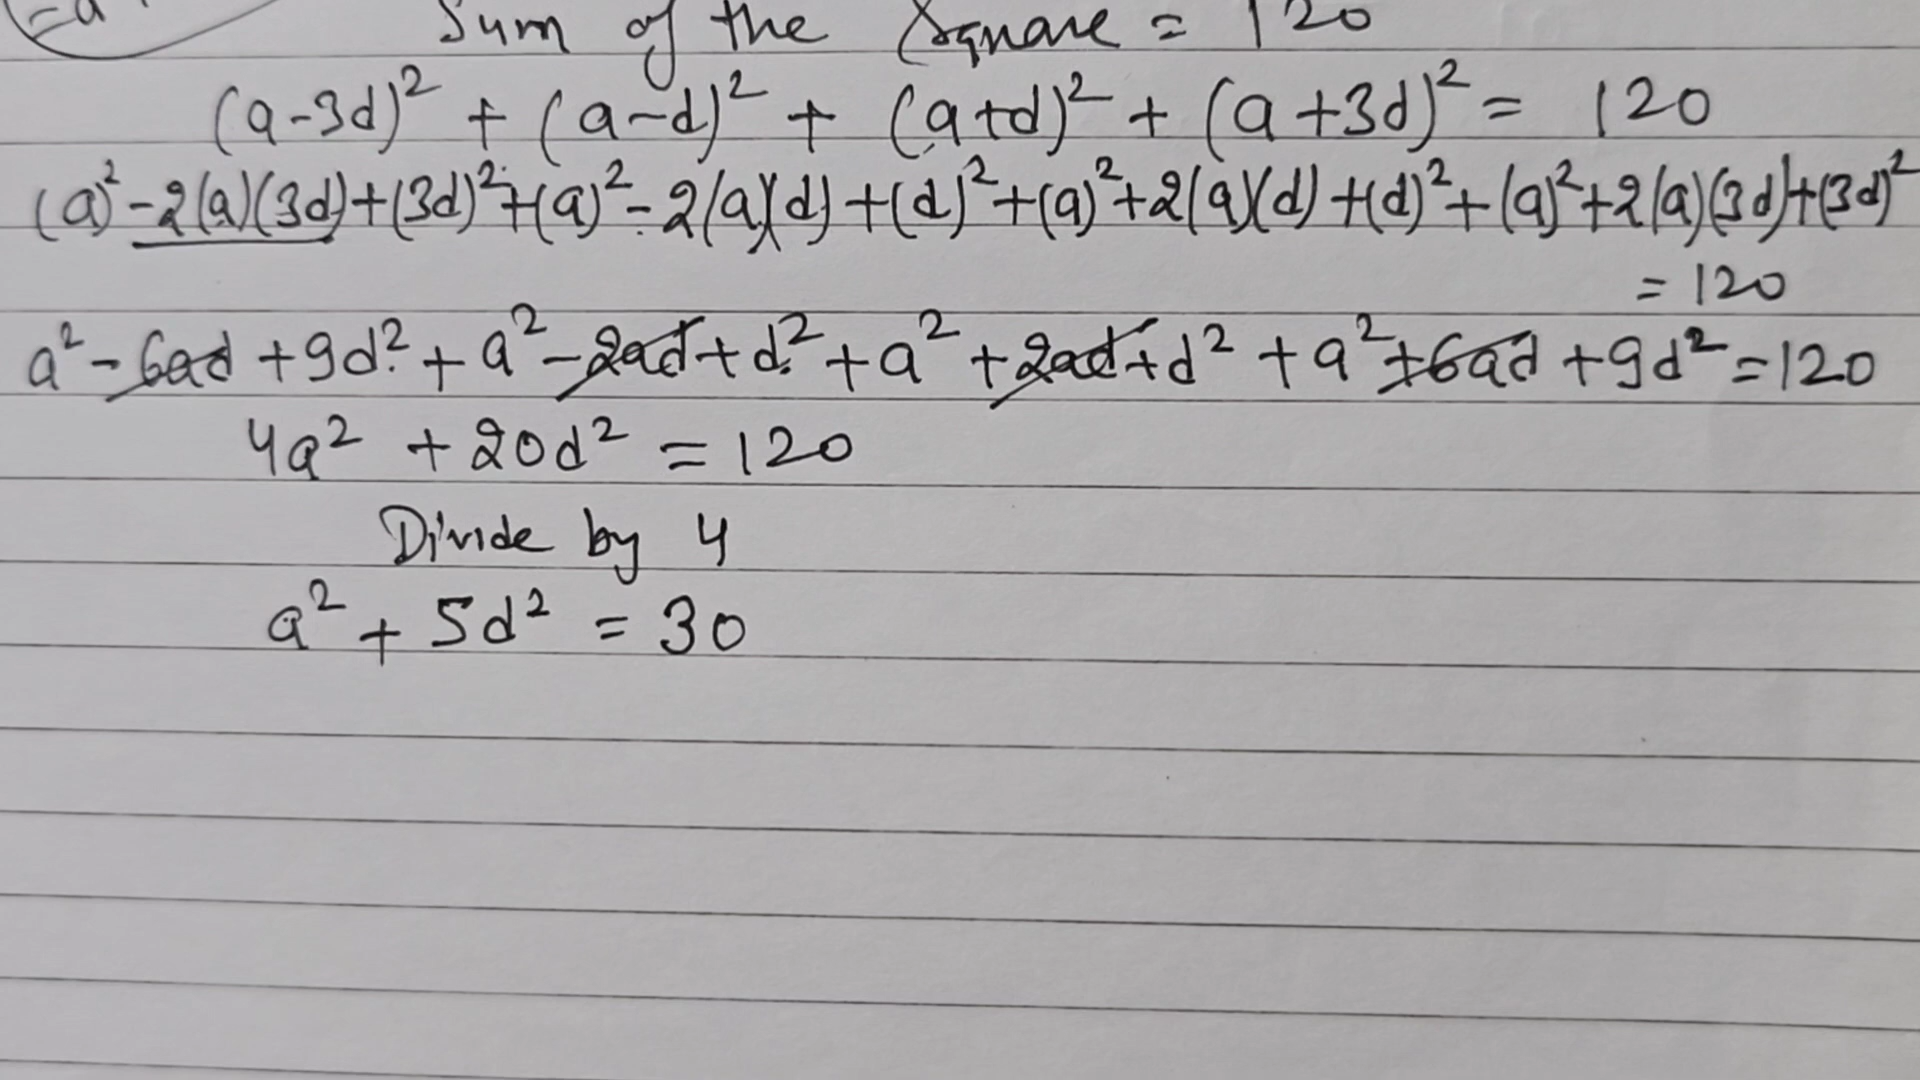 = a
Sum of the Square = 120
(a-3d)² + (a-d)² + (a+d)² + (a+3d)² = 120
(a)² - 2(a)(3d) + (3d)² + (a)² - 2(a)(d) + (d)² + (a)² + 2(a)(d) + (d)² + (a)² + 2(a)(3d) + (3d)²
= 120
a² - 6ad + 9d² + a² - 2ad + d² + a² + 2ad + d² + a² + 6ad + 9d² = 120
4a² + 20d² = 120
Divide by 4
a² + 5d² = 30